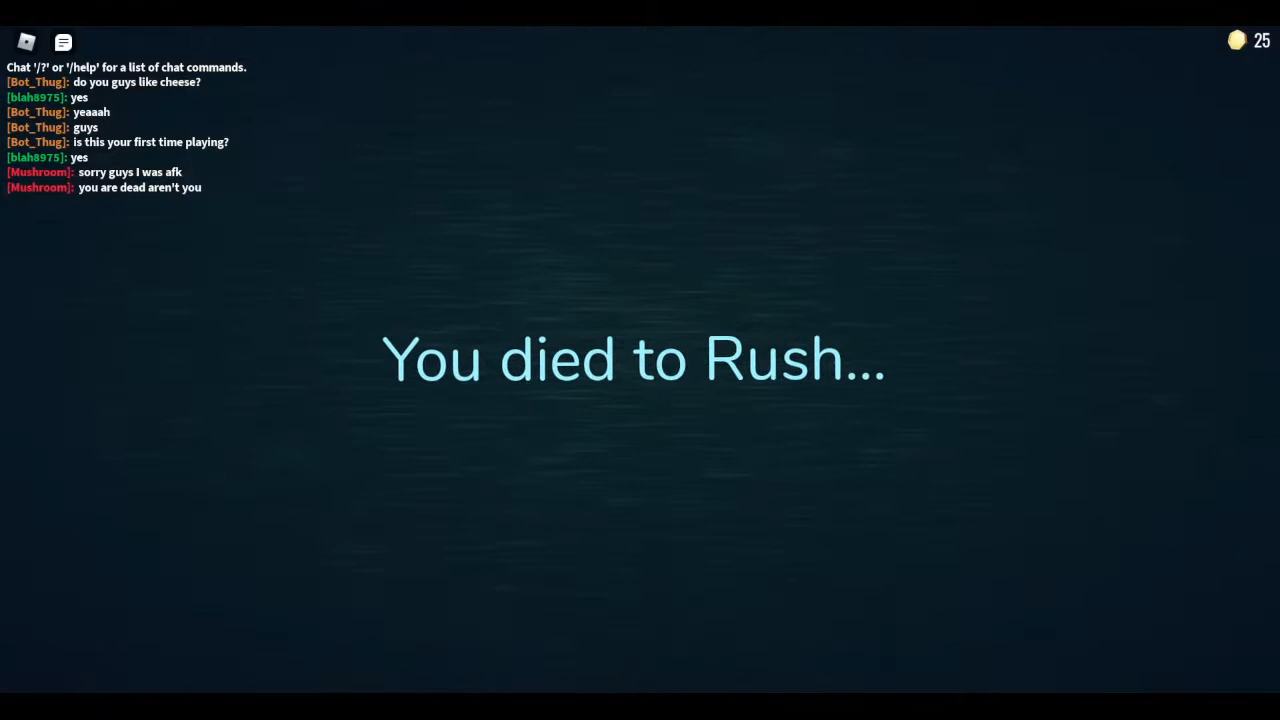 25
Chat '/?' or '/help' for a list of chat commands.
[Bot_Thug]: do you guys like cheese?
[blah8975]: yes
[Bot_Thug]: yeaaah
[Bot_Thug]: guys
[Bot_Thug]: is this your first time playing?
[blah8975]: yes
[Mushroom]: sorry guys I was afk
[Mushroom]: you are dead aren't you
You died to Rush...